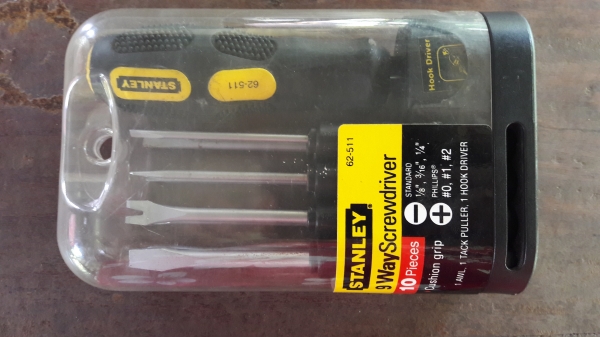 STANLEY
62-511
Hook Driver
62-511
STANLEY®
9 Way Screwdriver
10 Pieces
Cushion grip
STANDARD
1/8", 3/16", 1/4"
PHILLIPS®
#0, #1, #2
1 AWL, 1 TACK PULLER, 1 HOOK DRIVER